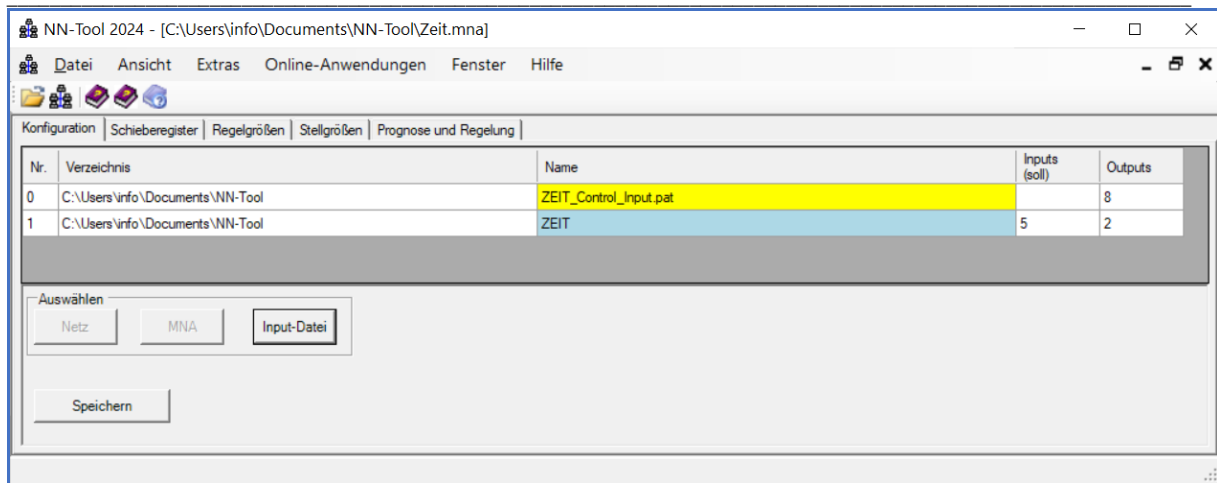 NN-Tool 2024 - [C:\Users\info\Documents\NN-Tool\Zeit.mna]
Datei Ansicht Extras Online-Anwendungen Fenster Hilfe
Konfiguration Schieberegister Regelgrößen Stellgrößen Prognose und Regelung
Nr. Verzeichnis Name Inputs (soll) Outputs
0 C:\Users\info\Documents\NN-Tool ZEIT_Control_Input.pat 8
1 C:\Users\info\Documents\NN-Tool ZEIT 5 2
Auswählen
Netz MNA Input-Datei
Speichern